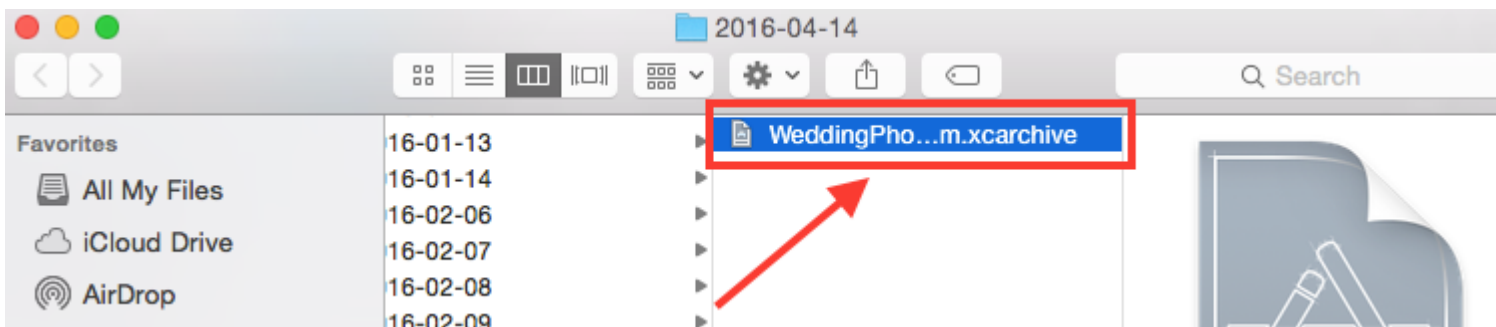 2016-04-14
Search
Favorites
All My Files
iCloud Drive
AirDrop
16-01-13
16-01-14
16-02-06
16-02-07
16-02-08
16-02-09
WeddingPho...m.xcarchive